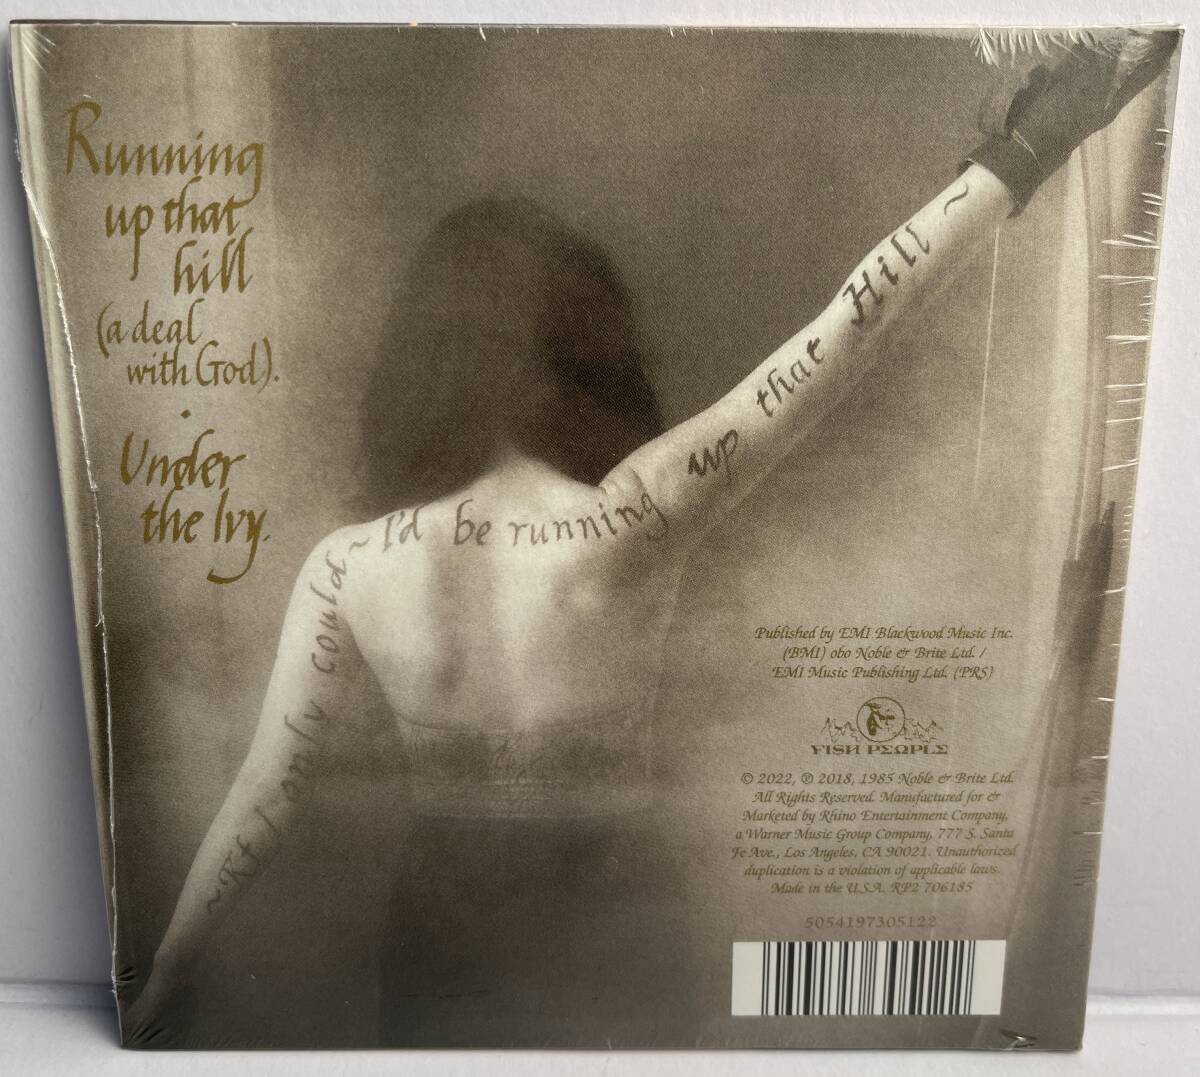 Running
up that
hill
(a deal
with God).
•
Under
the Ivy.
~If I only could~I'd be running up that Hill~
Published by EMI Blackwood Music Inc.
(BMI) obo Noble & Brite Ltd. /
EMI Music Publishing Ltd. (PRS)
FISH PEOPLE
© 2022, ℗ 2018, 1985 Noble & Brite Ltd.
All Rights Reserved. Manufactured for &
Marketed by Rhino Entertainment Company,
a Warner Music Group Company, 777 S. Santa
Fe Ave., Los Angeles, CA 90021. Unauthorized
duplication is a violation of applicable laws.
Made in the U.S.A. RP2 706185
5054197305122